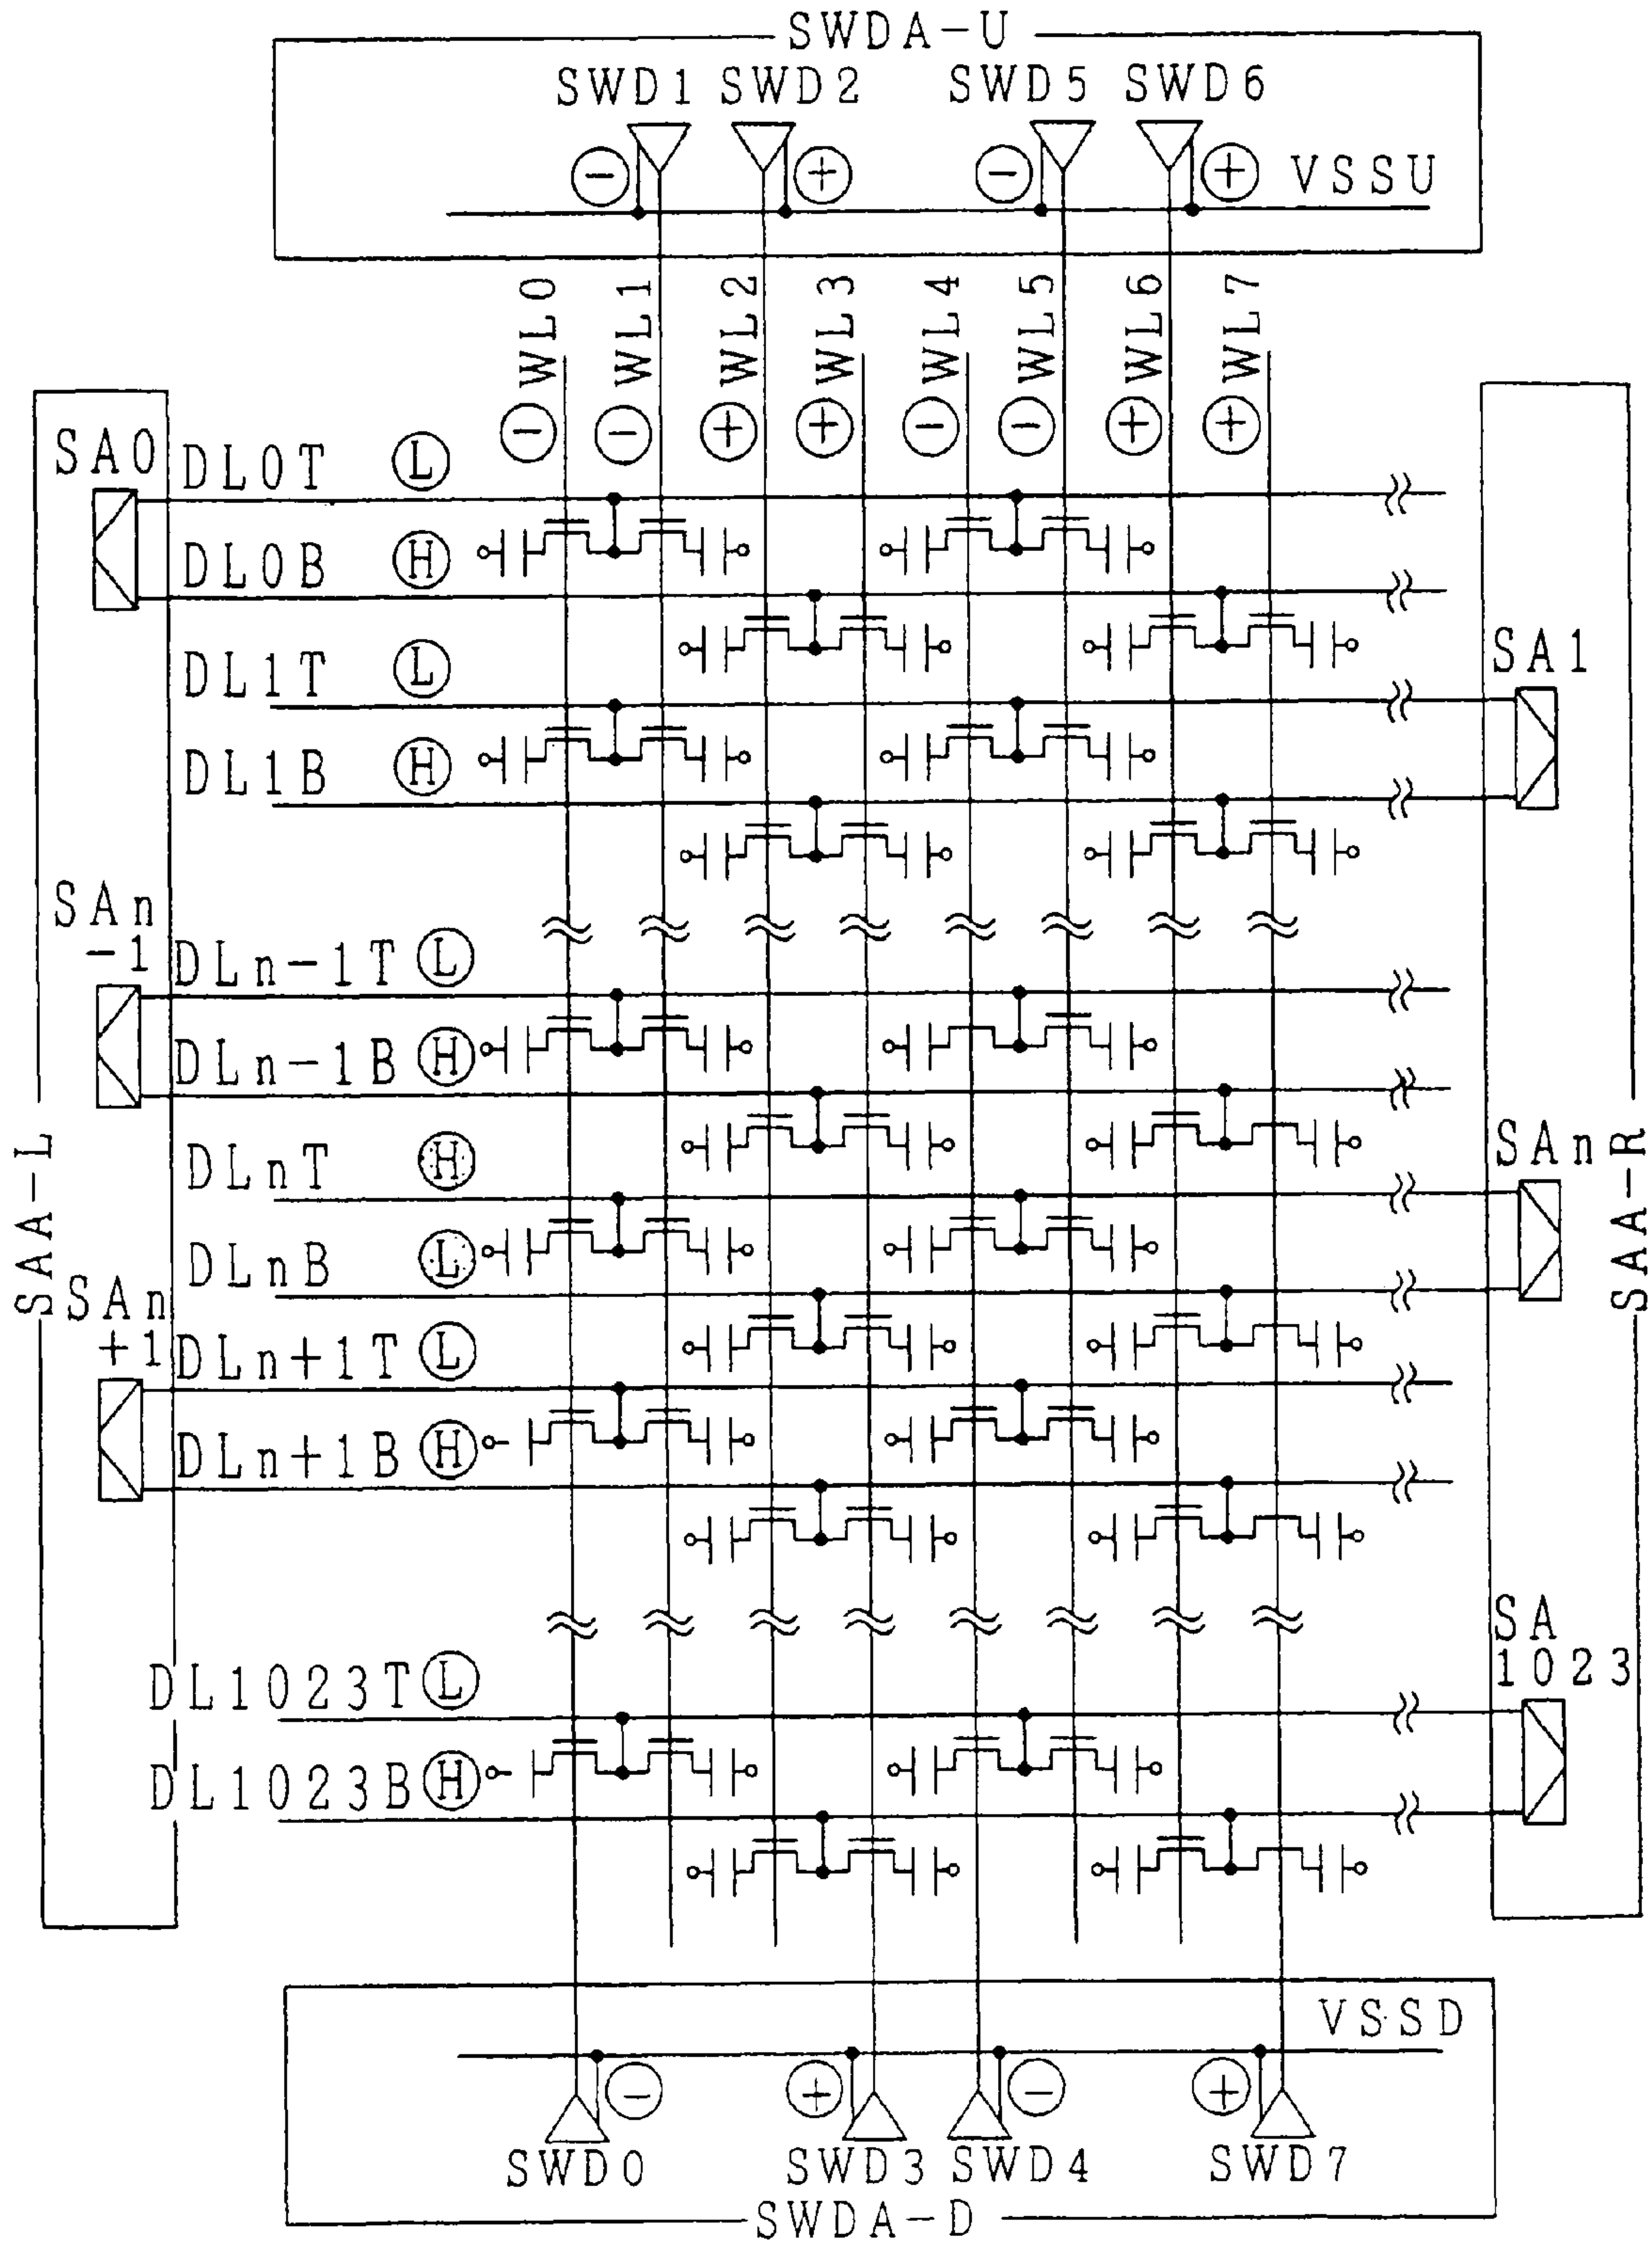 SWDA-U
SWD1 SWD2 SWD5 SWD6
− + − + VSSU
WL0 WL1 WL2 WL3 WL4 WL5 WL6 WL7
− − + + − − + +
SA0 DL0T L
DL0B H
DL1T L SA1
DL1B H
SAn
-1 DLn-1T L
DLn-1B H
DLnT H SAn
SAA-L SAA-R
DLnB L
SAn
+1 DLn+1T L
DLn+1B H
SA
1023
DL1023T L
DL1023B H
VSSD
− + − +
SWD0 SWD3 SWD4 SWD7
SWDA-D